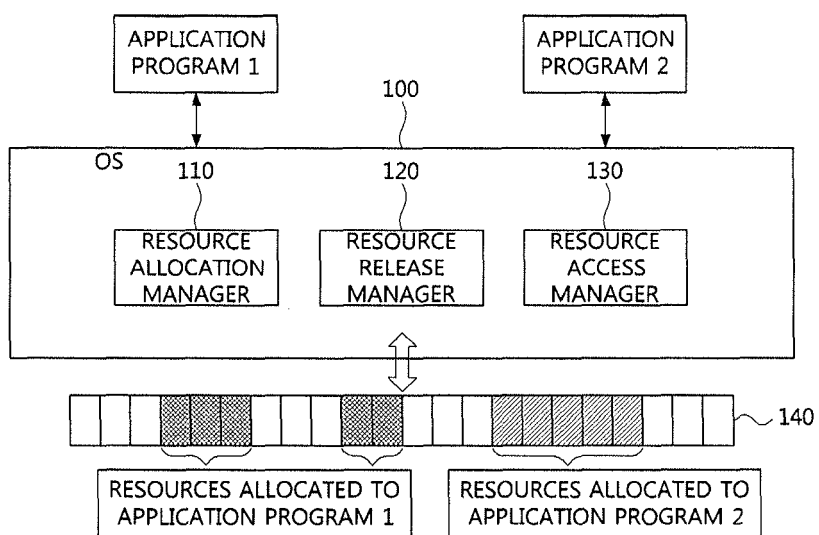 APPLICATION
PROGRAM 1
APPLICATION
PROGRAM 2
100
OS
110
120
130
RESOURCE
ALLOCATION
MANAGER
RESOURCE
RELEASE
MANAGER
RESOURCE
ACCESS
MANAGER
140
RESOURCES ALLOCATED TO
APPLICATION PROGRAM 1
RESOURCES ALLOCATED TO
APPLICATION PROGRAM 2